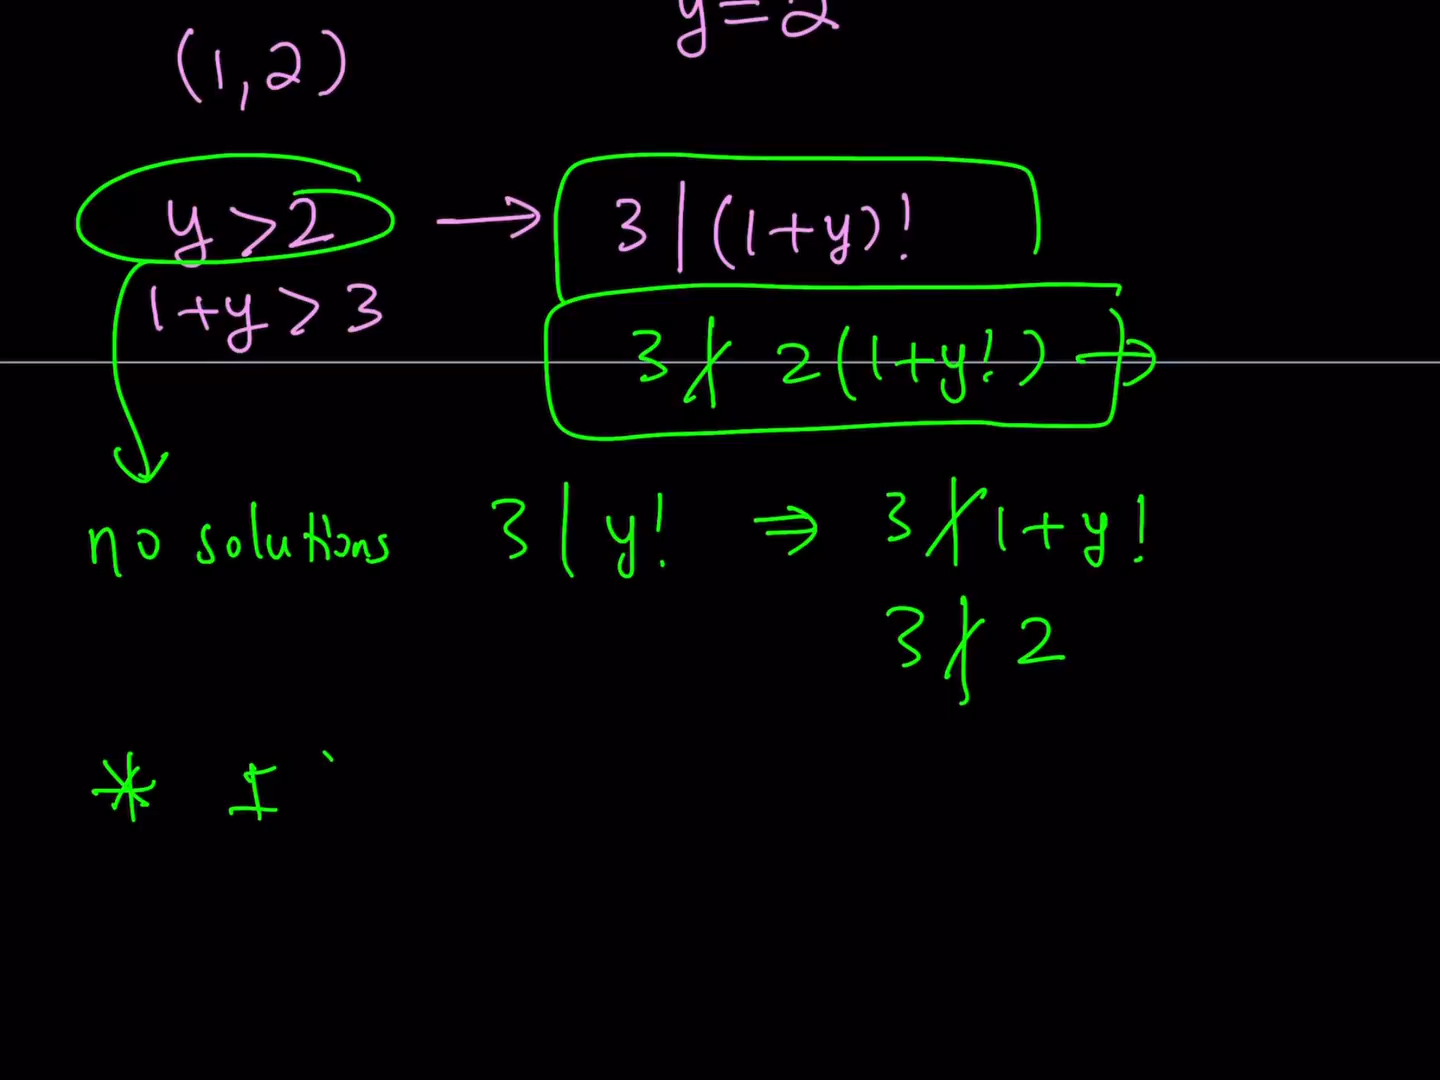 y=2
(1,2)
y>2 → 3 | (1+y)!
1+y>3
3 ∤ 2(1+y!) →
no solutions 3 | y! ⇒ 3 ∤ 1+y!
3 ∤ 2
* I